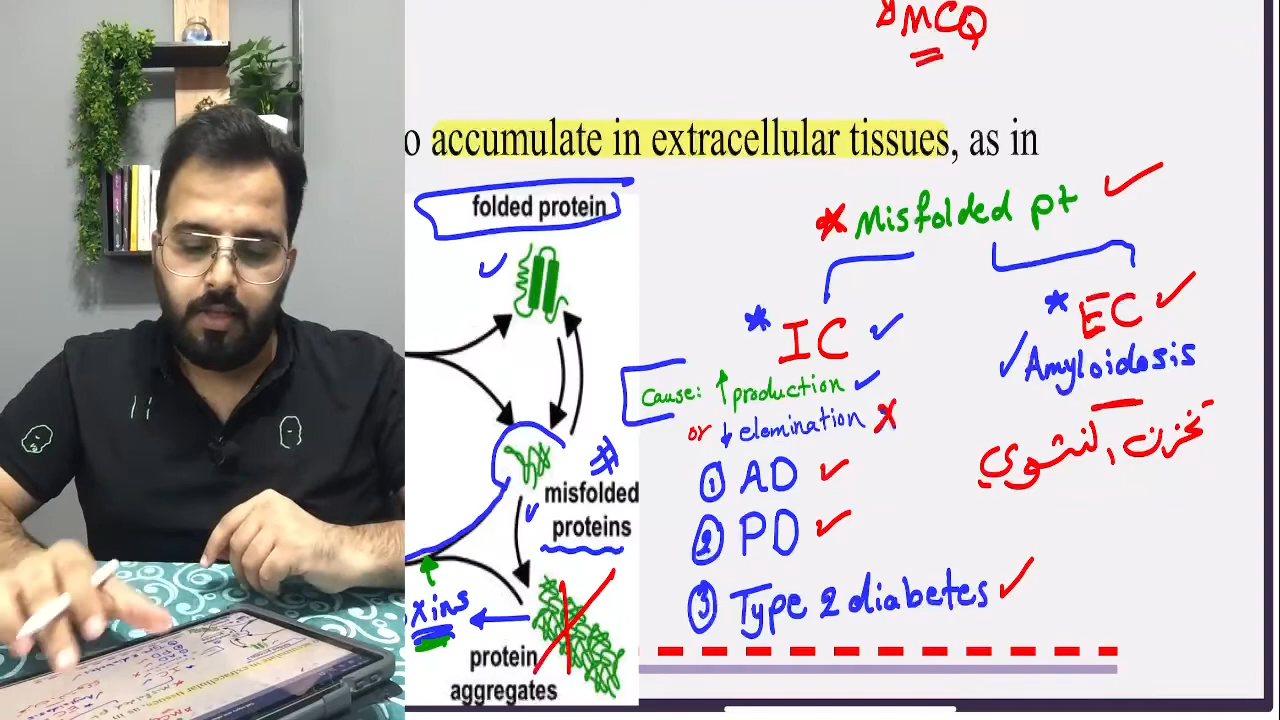 MCQ
o accumulate in extracellular tissues, as in
folded protein
* Misfolded pt
* IC
* EC
Amyloidosis
تخزن النشوي
Cause: ↑ production
or ↓ elemination
① AD
② PD
③ Type 2 diabetes
#
misfolded
proteins
xins
protein
aggregates